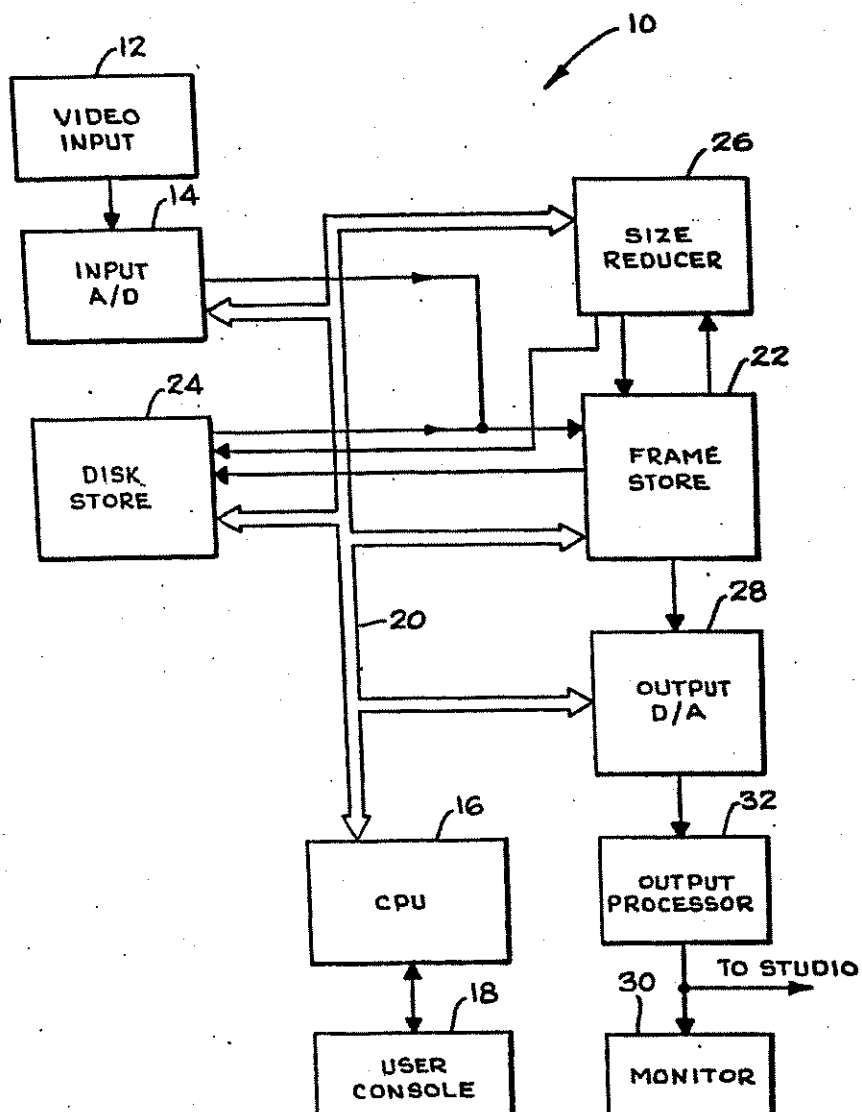 10
12
VIDEO
INPUT
14
INPUT
A/D
26
SIZE
REDUCER
24
DISK
STORE
22
FRAME
STORE
20
28
OUTPUT
D/A
16
CPU
32
OUTPUT
PROCESSOR
TO STUDIO
18
USER
CONSOLE
30
MONITOR